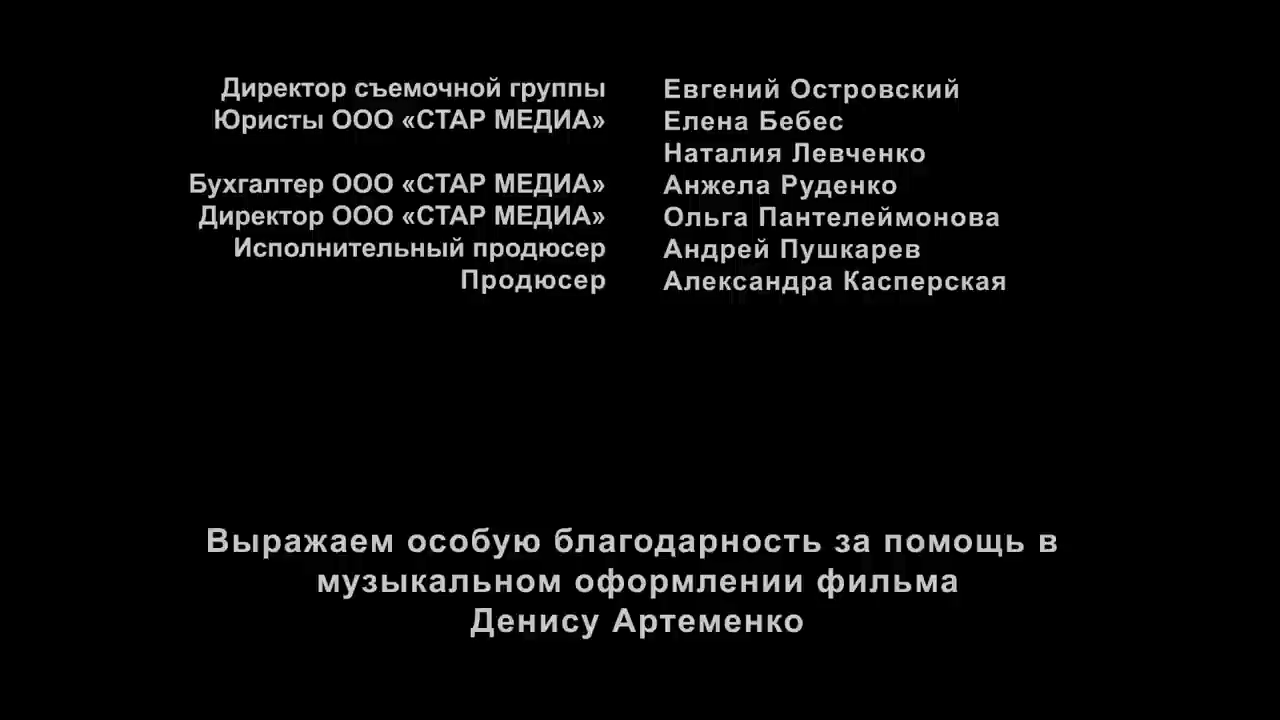 Директор съемочной группы Евгений Островский
Юристы ООО «СТАР МЕДИА» Елена Бебес
Наталия Левченко
Бухгалтер ООО «СТАР МЕДИА» Анжела Руденко
Директор ООО «СТАР МЕДИА» Ольга Пантелеймонова
Исполнительный продюсер Андрей Пушкарев
Продюсер Александра Касперская
Выражаем особую благодарность за помощь в
музыкальном оформлении фильма
Денису Артеменко